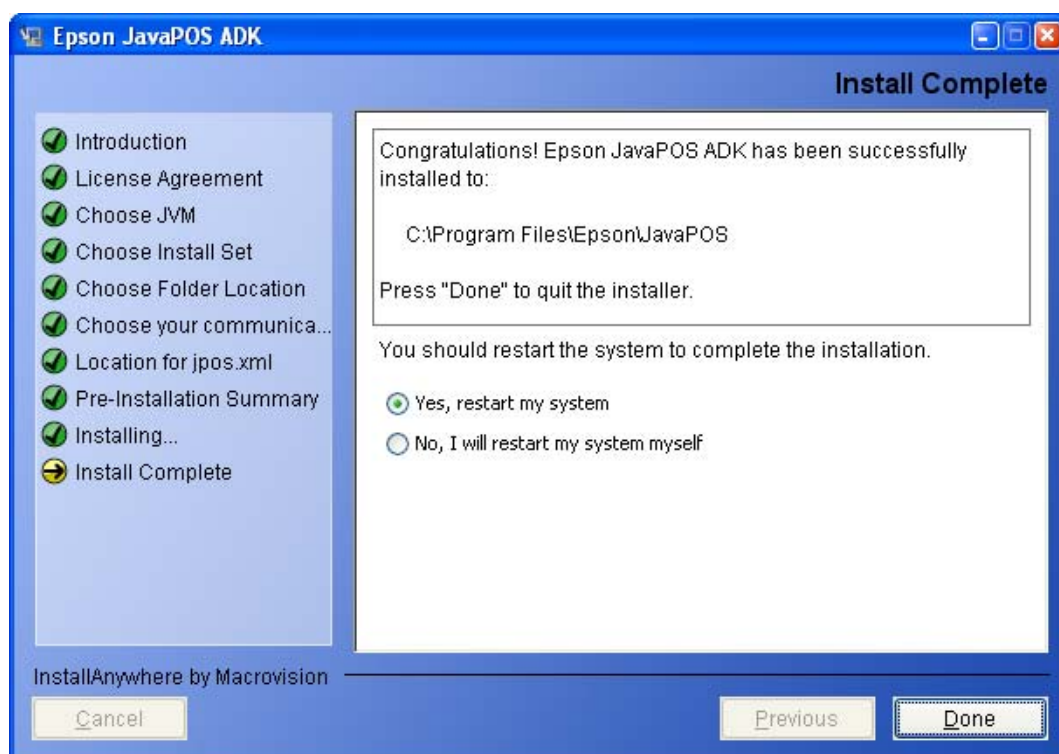 Epson JavaPOS ADK
Install Complete
Introduction
License Agreement
Choose JVM
Choose Install Set
Choose Folder Location
Choose your communica...
Location for jpos.xml
Pre-Installation Summary
Installing...
Install Complete
Congratulations! Epson JavaPOS ADK has been successfully
installed to:
C:\Program Files\Epson\JavaPOS
Press "Done" to quit the installer.
You should restart the system to complete the installation.
Yes, restart my system
No, I will restart my system myself
InstallAnywhere by Macrovision
Cancel
Previous
Done